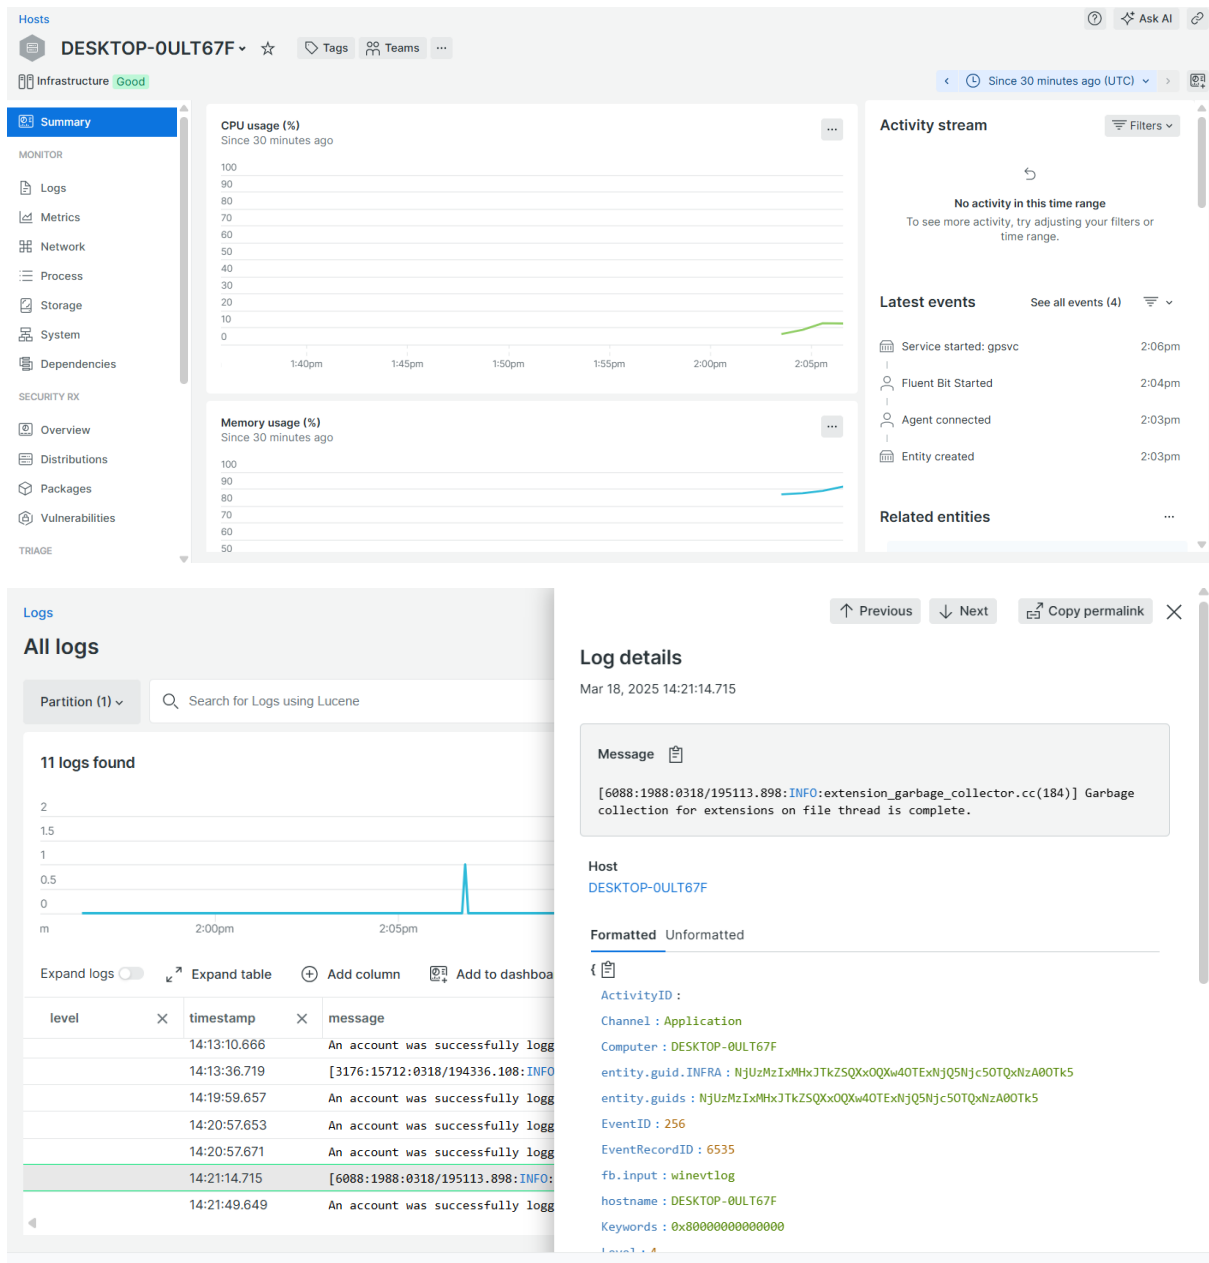 Hosts
Ask AI
DESKTOP-0ULT67F
Tags
Teams
...
Infrastructure Good
Since 30 minutes ago (UTC)
Summary
MONITOR
Logs
Metrics
Network
Process
Storage
System
Dependencies
SECURITY RX
Overview
Distributions
Packages
Vulnerabilities
TRIAGE
CPU usage (%)
Since 30 minutes ago
...
100
90
80
70
60
50
40
30
20
10
0
1:40pm 1:45pm 1:50pm 1:55pm 2:00pm 2:05pm
Memory usage (%)
Since 30 minutes ago
...
100
90
80
70
60
50
Activity stream
Filters
No activity in this time range
To see more activity, try adjusting your filters or
time range.
Latest events
See all events (4)
Service started: gpsvc 2:06pm
Fluent Bit Started 2:04pm
Agent connected 2:03pm
Entity created 2:03pm
Related entities
...
Logs
All logs
Partition (1)
Search for Logs using Lucene
11 logs found
2
1.5
1
0.5
0
m 2:00pm 2:05pm
Expand logs
Expand table
Add column
Add to dashboa
level timestamp message
14:13:10.666 An account was successfully logg
14:13:36.719 [3176:15712:0318/194336.108:INFO
14:19:59.657 An account was successfully logg
14:20:57.653 An account was successfully logg
14:20:57.671 An account was successfully logg
14:21:14.715 [6088:1988:0318/195113.898:INFO:
14:21:49.649 An account was successfully logg
Previous
Next
Copy permalink
Log details
Mar 18, 2025 14:21:14.715
Message
[6088:1988:0318/195113.898:INFO:extension_garbage_collector.cc(184)] Garbage
collection for extensions on file thread is complete.
Host
DESKTOP-0ULT67F
Formatted Unformatted
{
ActivityID :
Channel : Application
Computer : DESKTOP-0ULT67F
entity.guid.INFRA : NjUzMzIxMHxJTkZSQXxOQXw4OTExNjQ5Njc5OTQxNzA0OTk5
entity.guids : NjUzMzIxMHxJTkZSQXxOQXw4OTExNjQ5Njc5OTQxNzA0OTk5
EventID : 256
EventRecordID : 6535
fb.input : winevtlog
hostname : DESKTOP-0ULT67F
Keywords : 0x80000000000000
Level : 4